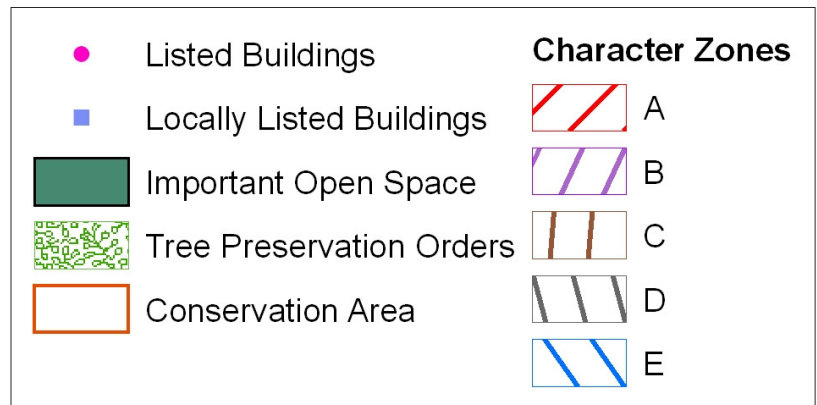 Listed Buildings
Locally Listed Buildings
Important Open Space
Tree Preservation Orders
Conservation Area
Character Zones
A
B
C
D
E